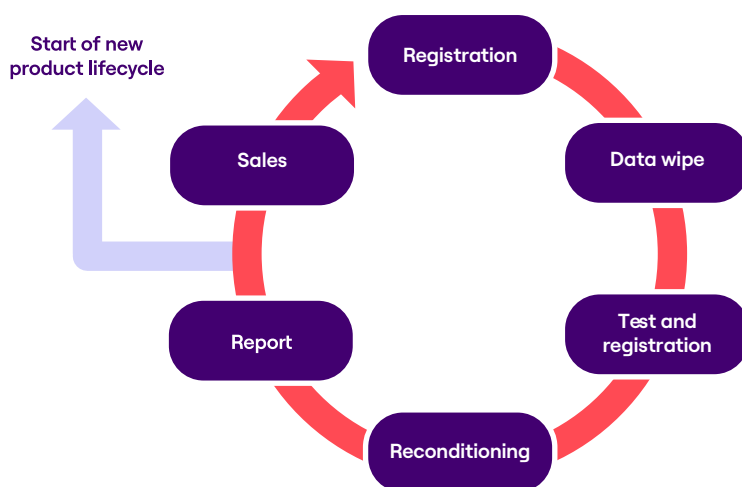 Start of new
product lifecycle
Registration
Sales
Data wipe
Report
Test and
registration
Reconditioning